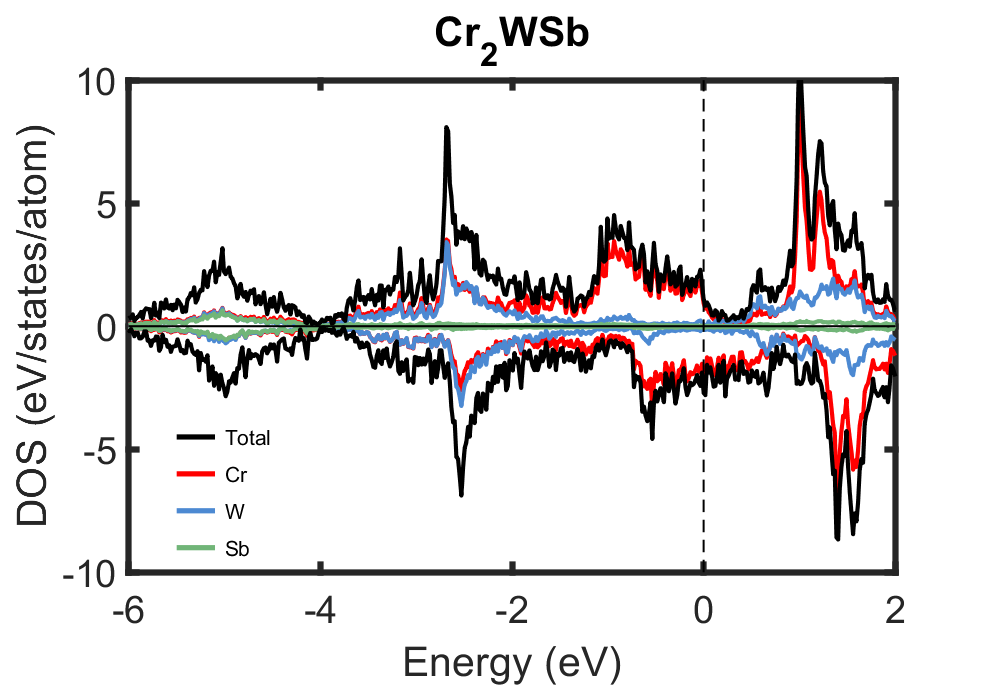 Cr₂WSb
10
5
0
-5
-10
DOS (eV/states/atom)
Total
Cr
W
Sb
-6 -4 -2 0 2
Energy (eV)